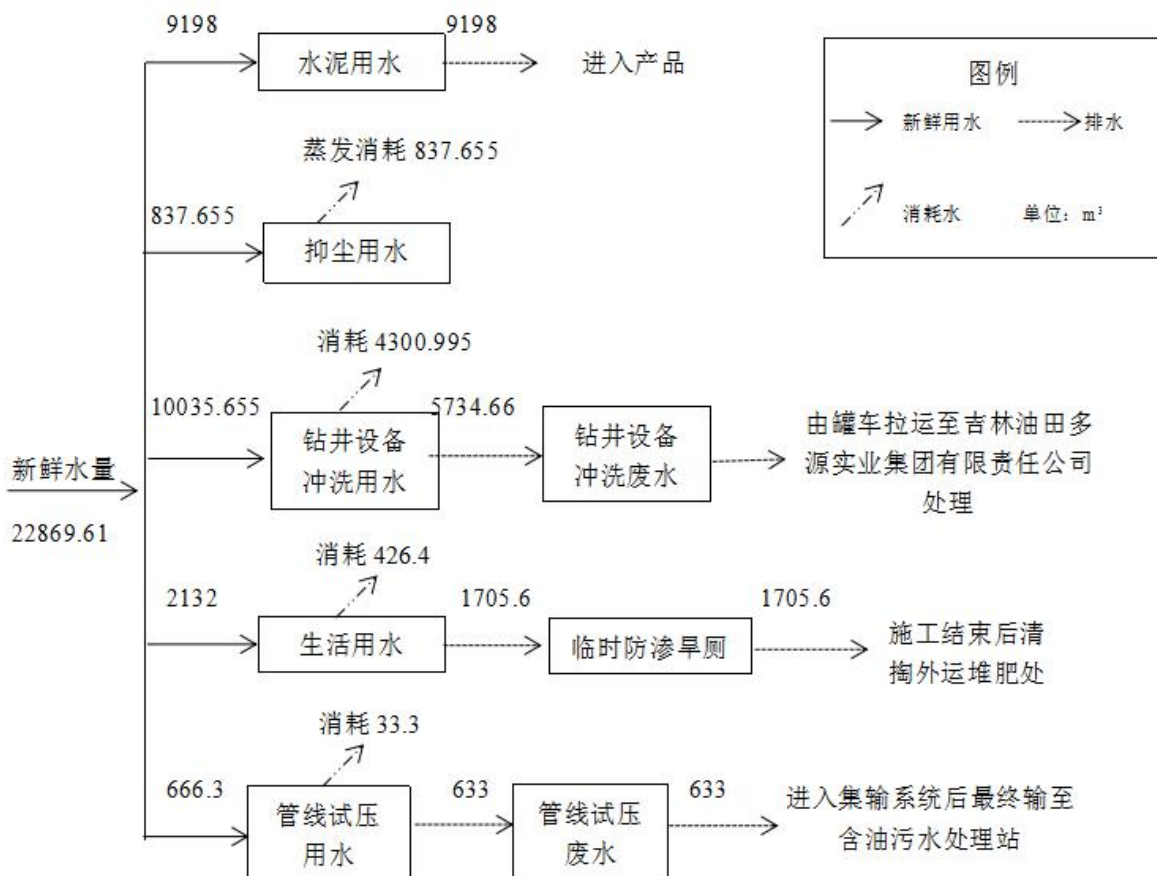 9198
9198
水泥用水
进入产品
图例
新鲜用水
排水
消耗水
单位：m³
蒸发消耗 837.655
837.655
抑尘用水
消耗 4300.995
10035.655
5734.66
钻井设备
冲洗用水
钻井设备
冲洗废水
由罐车拉运至吉林油田多
源实业集团有限责任公司
处理
新鲜水量
22869.61
消耗 426.4
2132
1705.6
1705.6
生活用水
临时防渗旱厕
施工结束后清
掏外运堆肥处
消耗 33.3
666.3
633
633
管线试压
用水
管线试压
废水
进入集输系统后最终输至
含油污水处理站